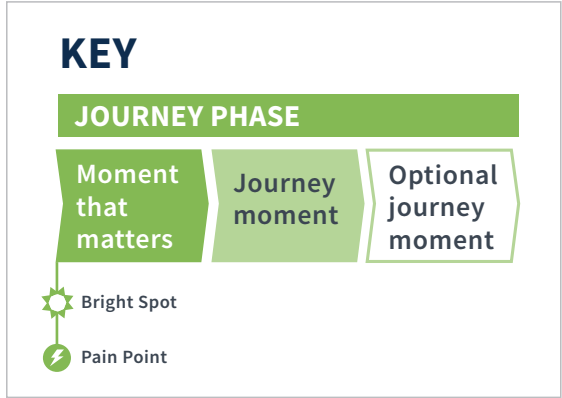 KEY
JOURNEY PHASE
Moment
that
matters
Journey
moment
Optional
journey
moment
Bright Spot
Pain Point